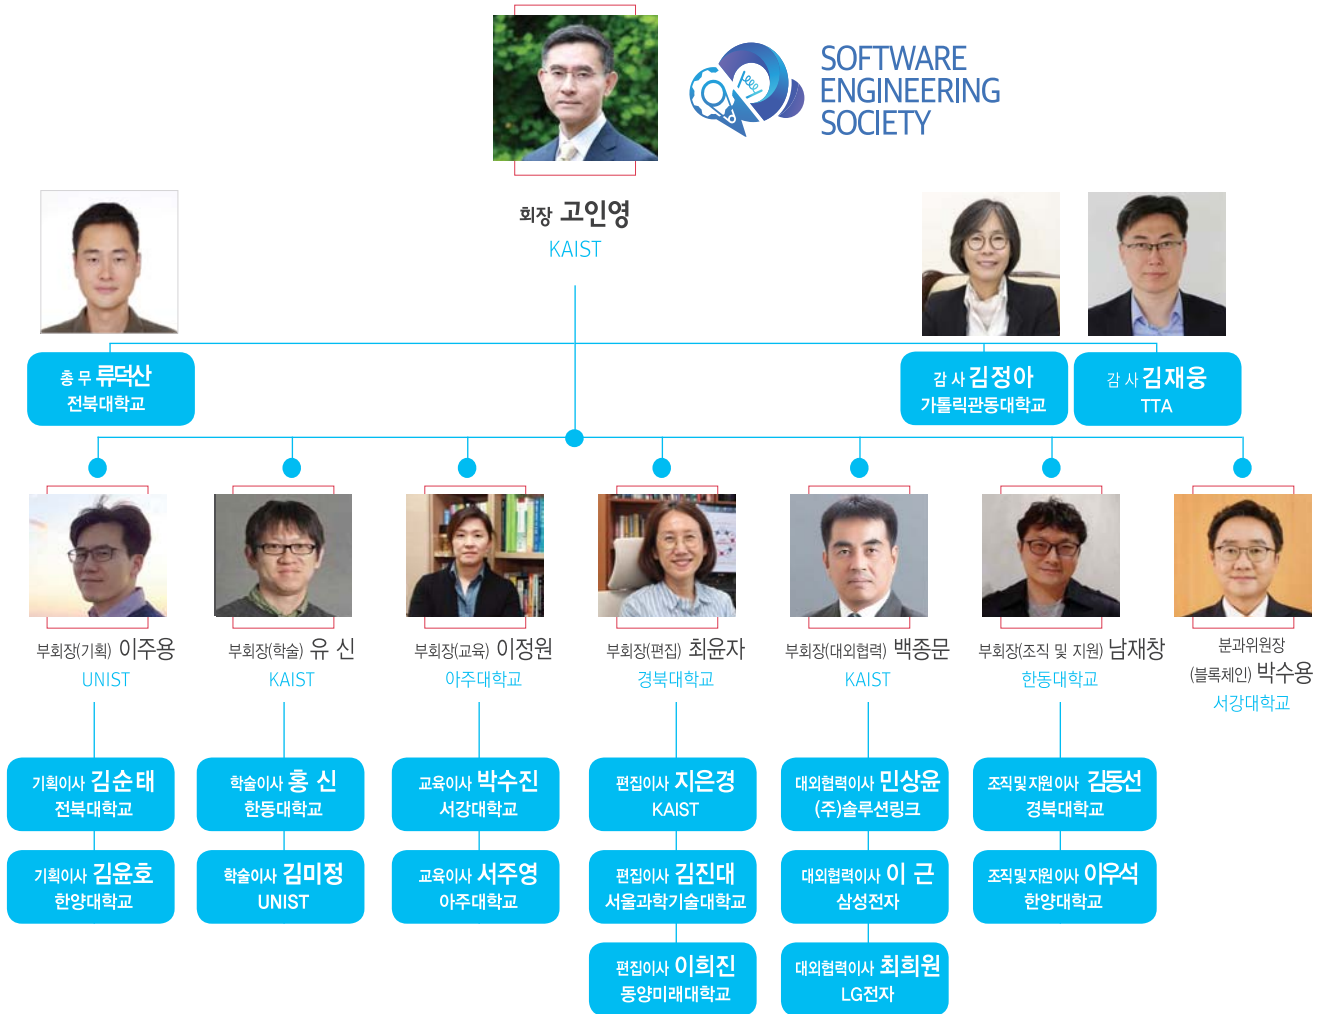 SOFTWARE
ENGINEERING
SOCIETY
회장 고인영
KAIST
총 무 류덕산
전북대학교
감 사 김정아
가톨릭관동대학교
감 사 김재웅
TTA
부회장(기획) 이주용
UNIST
부회장(학술) 유 신
KAIST
부회장(교육) 이정원
아주대학교
부회장(편집) 최윤자
경북대학교
부회장(대외협력) 백종문
KAIST
부회장(조직 및 지원) 남재창
한동대학교
분과위원장
(블록체인) 박수용
서강대학교
기획이사 김순태
전북대학교
학술이사 홍 신
한동대학교
교육이사 박수진
서강대학교
편집이사 지은경
KAIST
대외협력이사 민상윤
(주)솔루션링크
조직및지원이사 김동선
경북대학교
기획이사 김윤호
한양대학교
학술이사 김미정
UNIST
교육이사 서주영
아주대학교
편집이사 김진대
서울과학기술대학교
대외협력이사 이 근
삼성전자
조직및지원이사 이우석
한양대학교
편집이사 이희진
동양미래대학교
대외협력이사 최희원
LG전자